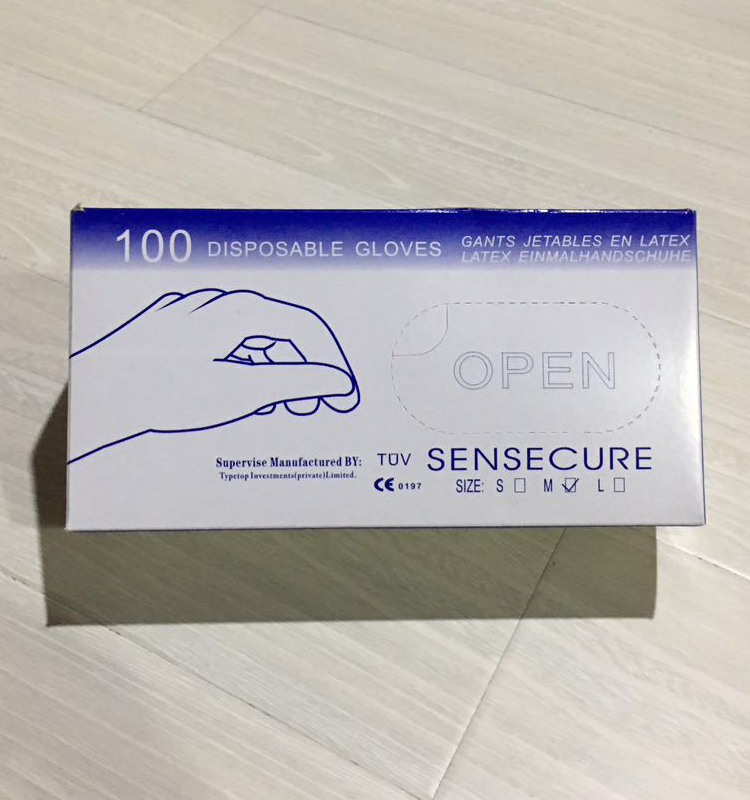 100 DISPOSABLE GLOVES
GANTS JETABLES EN LATEX
LATEX EINMALHANDSCHUHE
OPEN
Supervise Manufactured BY:
Typetop Investments(private)Limited.
TÜV SENSECURE
CE 0197 SIZE: S M L